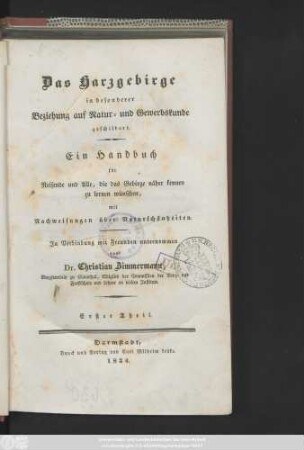 Das Harzgebirge
in besonderer
Beziehung auf Natur- und Gewerbskunde
geschildert.
Ein Handbuch
für
Reisende und Alle, die das Gebirge näher kennen
zu lernen wünschen,
mit
Nachweisungen über Naturschönheiten.
In Verbindung mit Freunden unternommen
von
Dr. Christian Zimmermann,
Erster Theil.
Darmstadt,
Druck und Verlag von Carl Wilhelm Leske.
1834.